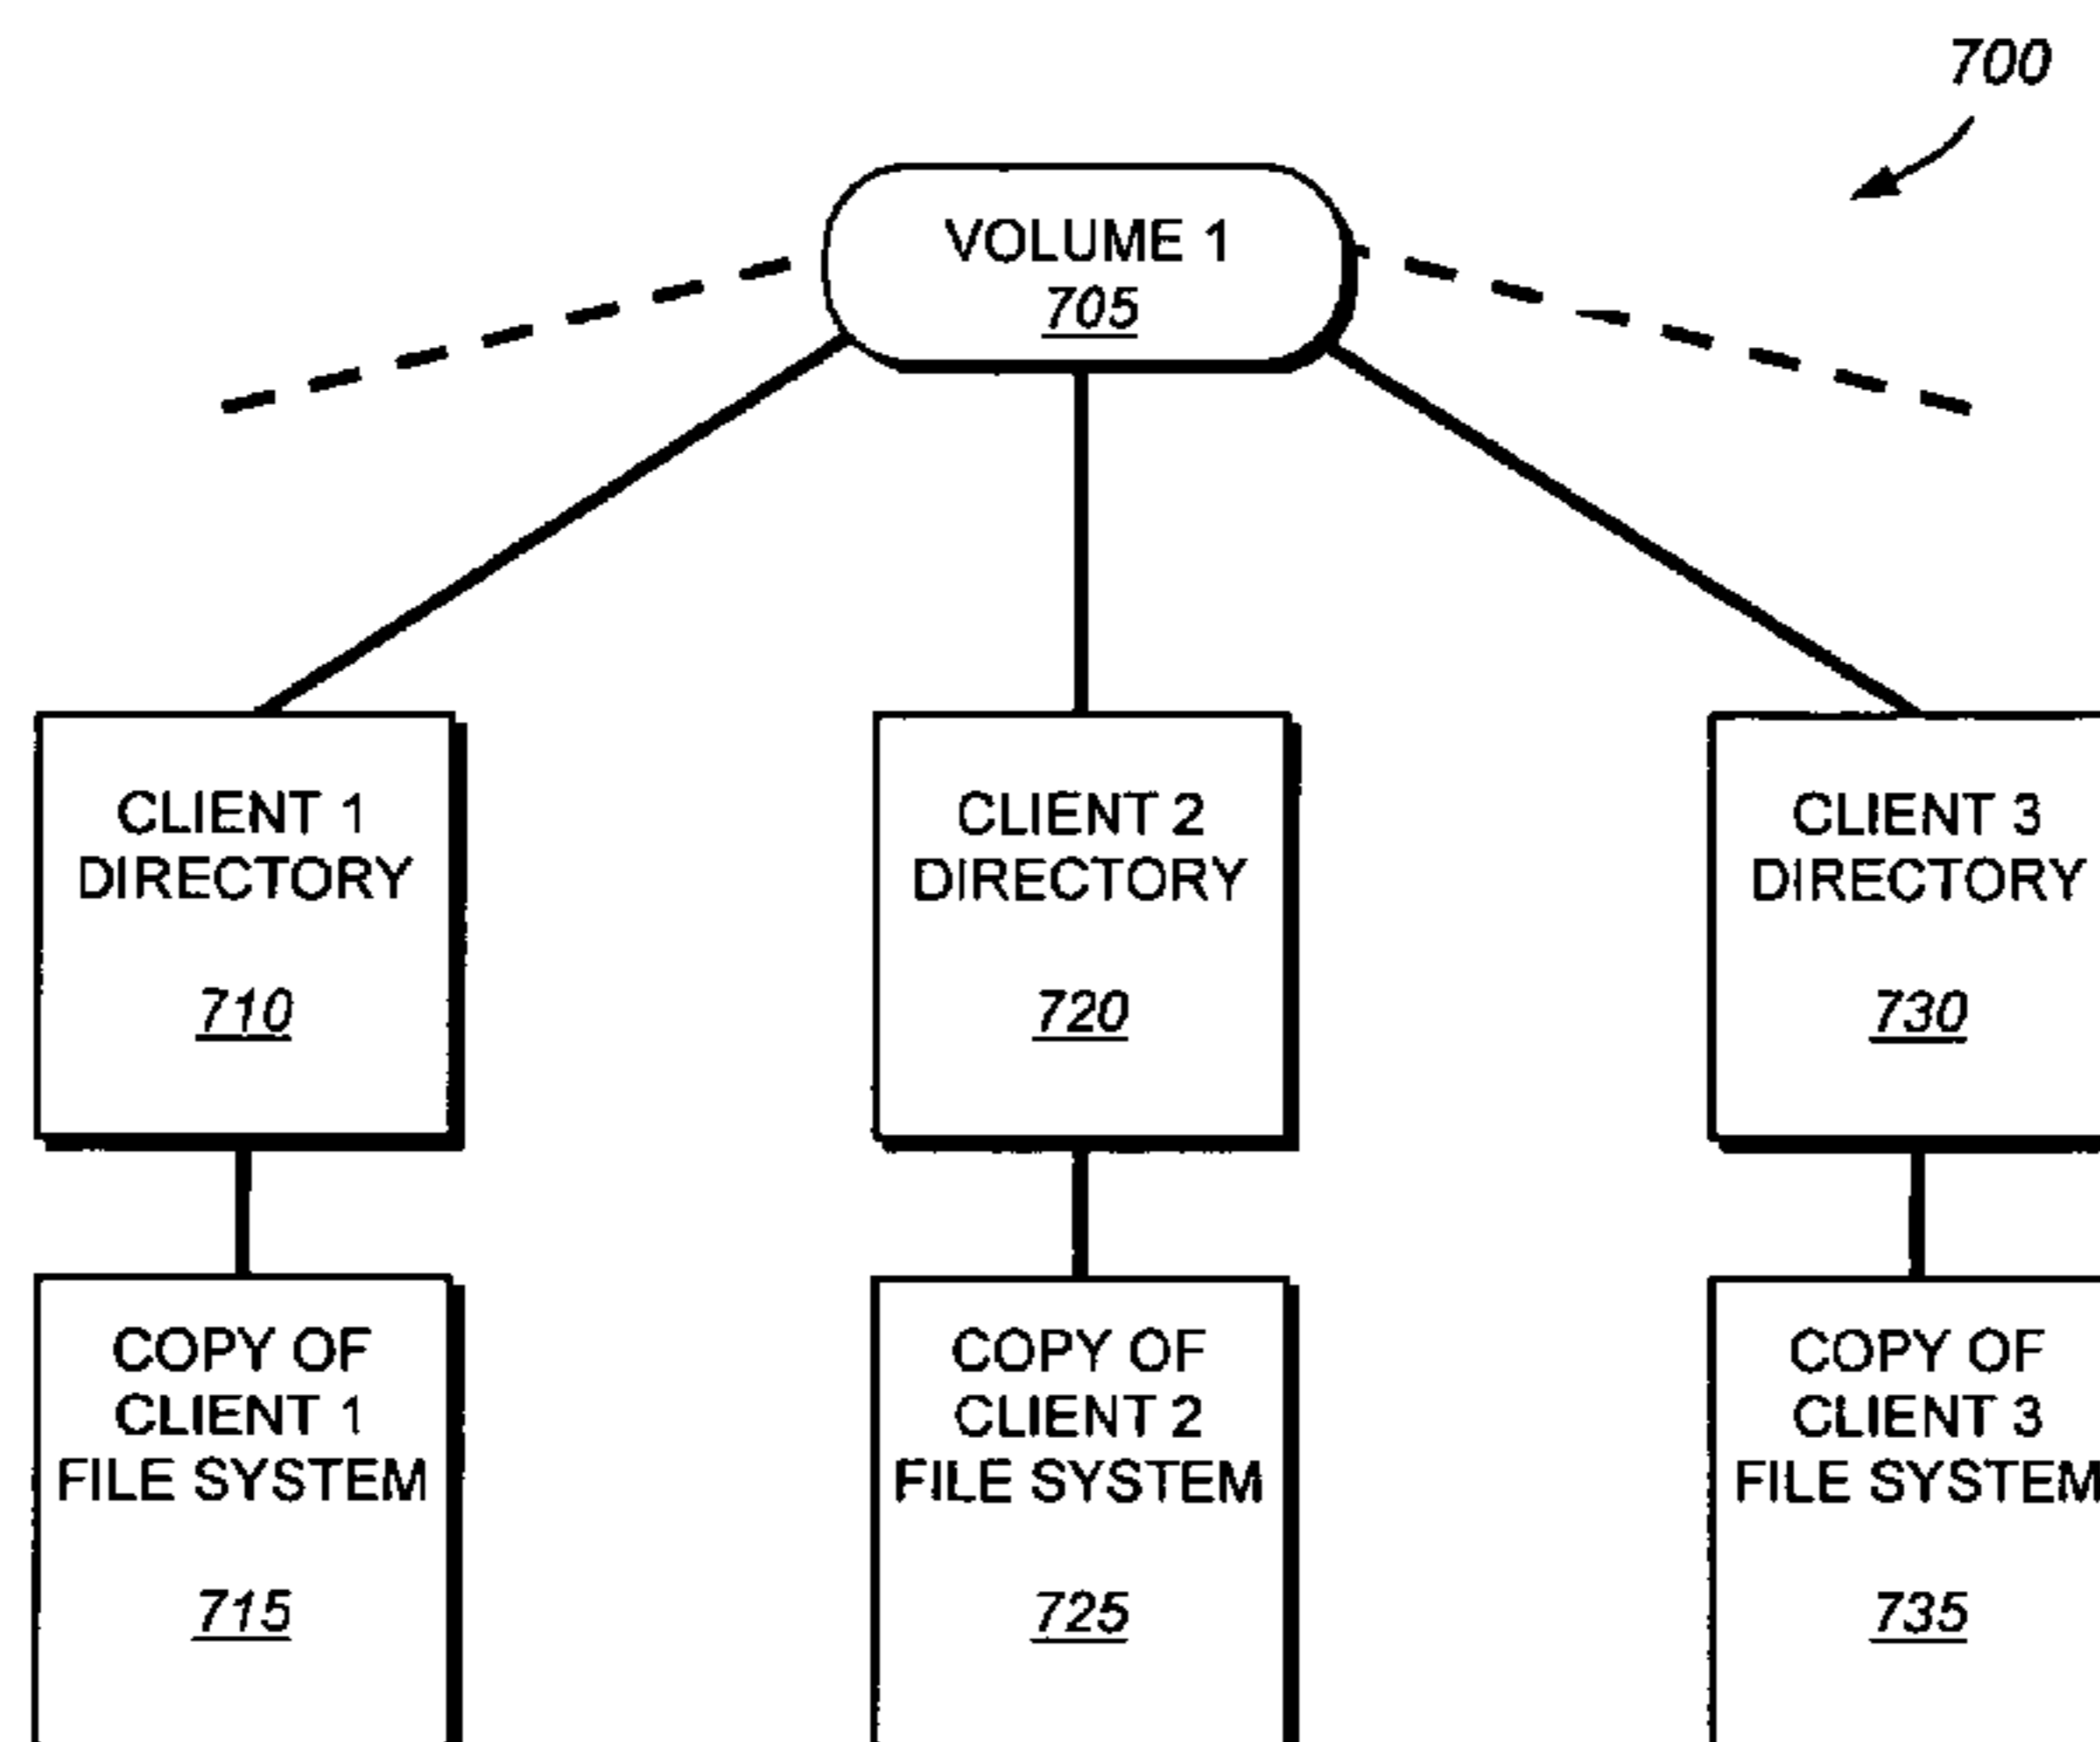 700
VOLUME 1
705
CLIENT 1
DIRECTORY
710
CLIENT 2
DIRECTORY
720
CLIENT 3
DIRECTORY
730
COPY OF
CLIENT 1
FILE SYSTEM
715
COPY OF
CLIENT 2
FILE SYSTEM
725
COPY OF
CLIENT 3
FILE SYSTEM
735